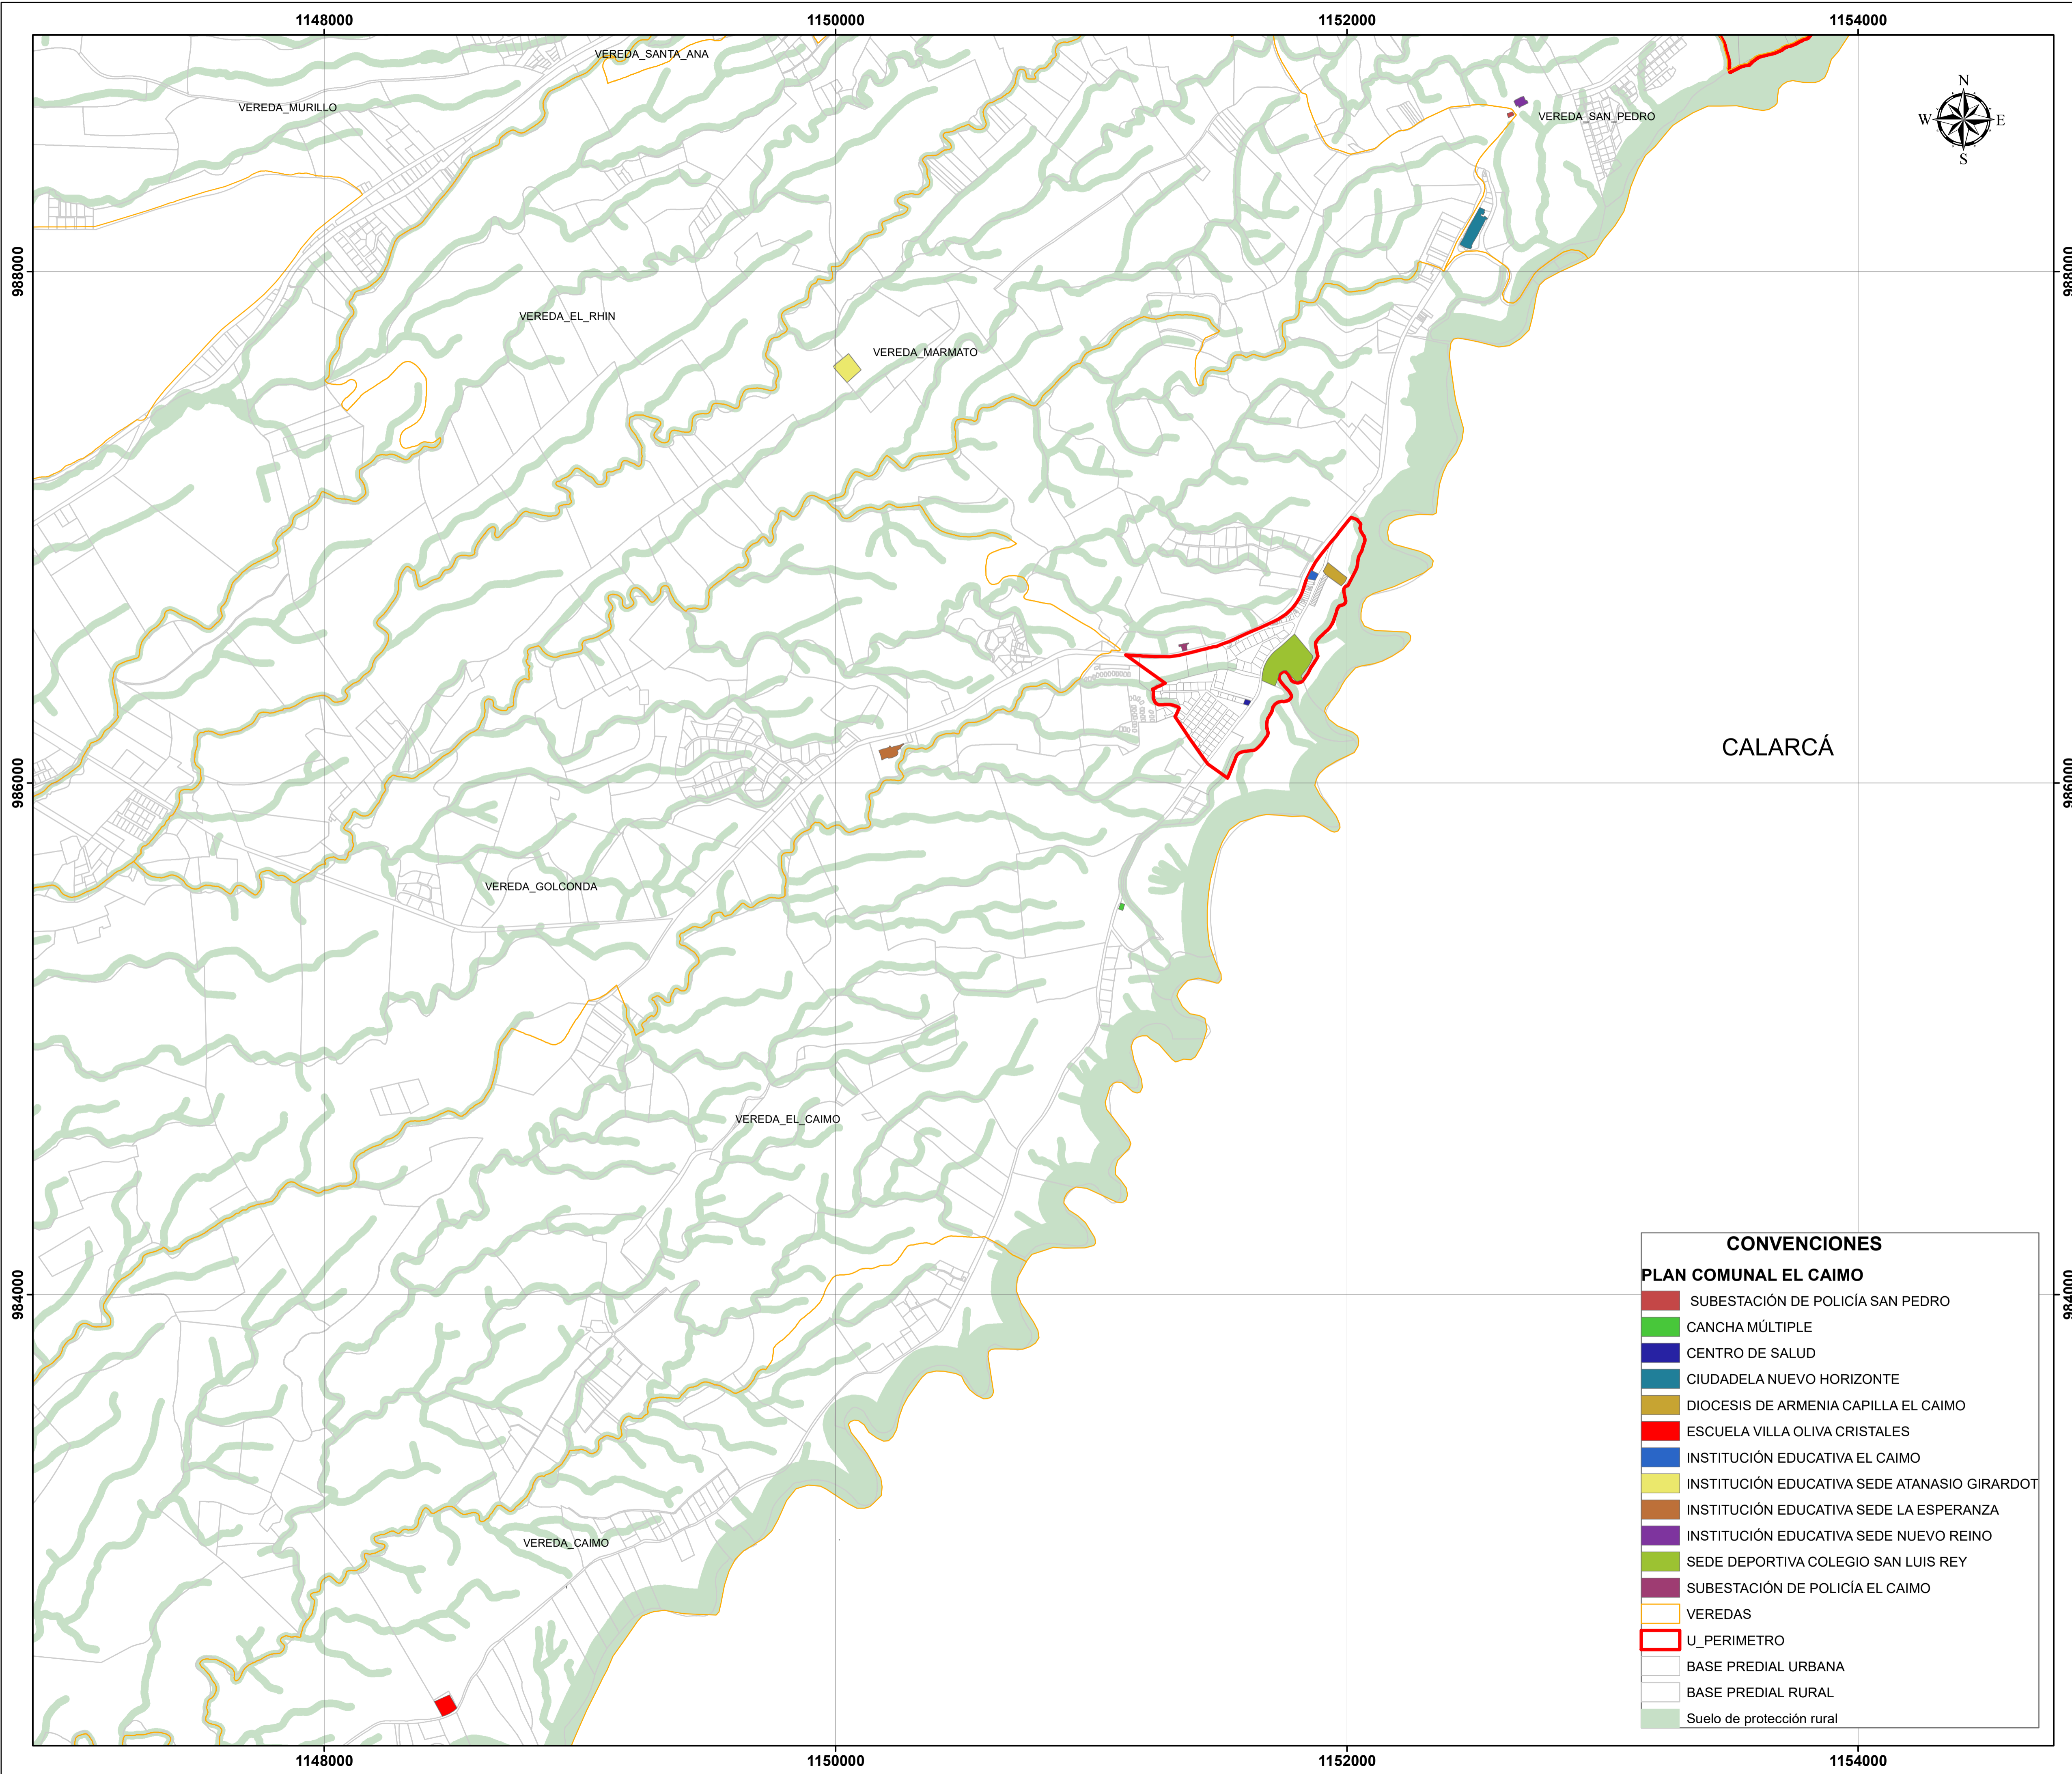 1148000
1150000
1152000
1154000
VEREDA_SANTA_ANA
VEREDA_MURILLO
VEREDA_SAN_PEDRO
N
W
E
S
988000
988000
VEREDA_EL_RHIN
VEREDA_MARMATO
CALARCÁ
986000
986000
VEREDA_GOLCONDA
VEREDA_EL_CAIMO
984000
984000
VEREDA_CAIMO
CONVENCIONES
PLAN COMUNAL EL CAIMO
SUBESTACIÓN DE POLICÍA SAN PEDRO
CANCHA MÚLTIPLE
CENTRO DE SALUD
CIUDADELA NUEVO HORIZONTE
DIOCESIS DE ARMENIA CAPILLA EL CAIMO
ESCUELA VILLA OLIVA CRISTALES
INSTITUCIÓN EDUCATIVA EL CAIMO
INSTITUCIÓN EDUCATIVA SEDE ATANASIO GIRARDOT
INSTITUCIÓN EDUCATIVA SEDE LA ESPERANZA
INSTITUCIÓN EDUCATIVA SEDE NUEVO REINO
SEDE DEPORTIVA COLEGIO SAN LUIS REY
SUBESTACIÓN DE POLICÍA EL CAIMO
VEREDAS
U_PERIMETRO
BASE PREDIAL URBANA
BASE PREDIAL RURAL
Suelo de protección rural
1148000
1150000
1152000
1154000